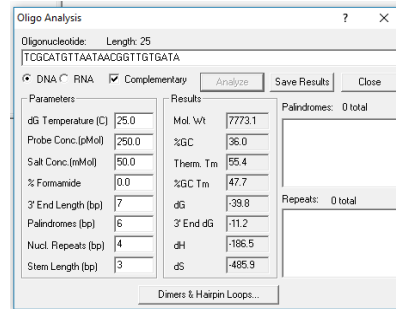 Oligo Analysis ? ×
Oligonucleotide: Length: 25
TCGCATGTTAATAACGGTTGTGATA
DNA RNA Complementary Analyze Save Results Close
Parameters
dG Temperature (C) 25.0
Probe Conc.(pMol) 250.0
Salt Conc.(mMol) 50.0
% Formamide 0.0
3' End Length (bp) 7
Palindromes (bp) 6
Nucl. Repeats (bp) 4
Stem Length (bp) 3
Results
Mol. Wt 7773.1
%GC 36.0
Therm. Tm 55.4
%GC Tm 47.7
dG -39.8
3' End dG -11.2
dH -186.5
dS -485.9
Palindromes: 0 total
Repeats: 0 total
Dimers & Hairpin Loops...